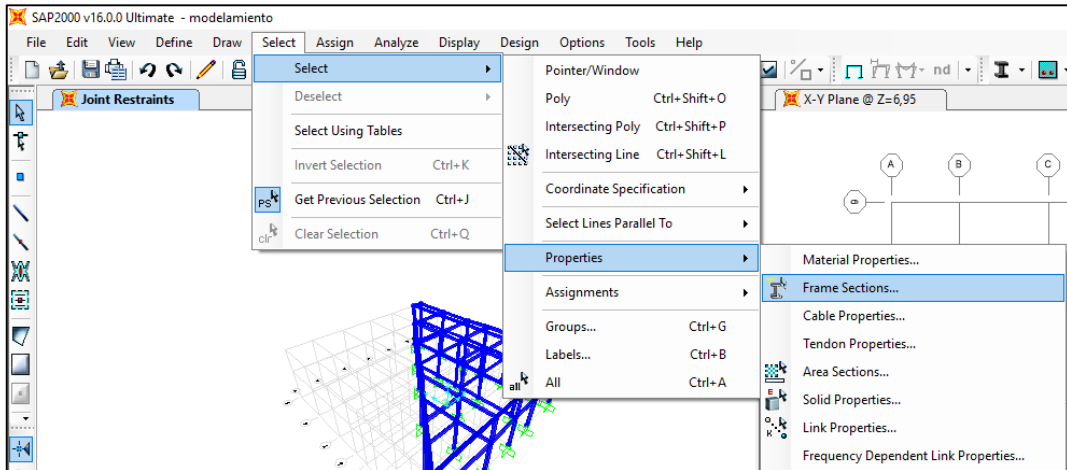 SAP2000 v16.0.0 Ultimate - modelamiento
File Edit View Define Draw Select Assign Analyze Display Design Options Tools Help
nd
Joint Restraints
X-Y Plane @ Z=6,95
Select
Deselect
Select Using Tables
Invert Selection Ctrl+K
PS Get Previous Selection Ctrl+J
clr Clear Selection Ctrl+Q
Pointer/Window
Poly Ctrl+Shift+O
Intersecting Poly Ctrl+Shift+P
Intersecting Line Ctrl+Shift+L
Coordinate Specification
Select Lines Parallel To
Properties
Assignments
Groups... Ctrl+G
Labels... Ctrl+B
all All Ctrl+A
Material Properties...
Frame Sections...
Cable Properties...
Tendon Properties...
Area Sections...
Solid Properties...
Link Properties...
Frequency Dependent Link Properties...
A B C